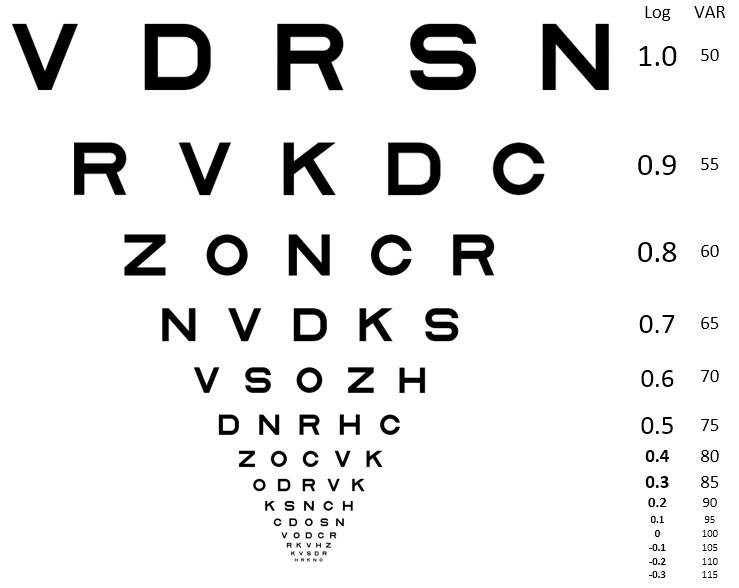 Log VAR
V D R S N 1.0 50
R V K D C 0.9 55
Z O N C R 0.8 60
N V D K S 0.7 65
V S O Z H 0.6 70
D N R H C 0.5 75
Z O C V K 0.4 80
O D R V K 0.3 85
K S N C H 0.2 90
C D O S N 0.1 95
V O D C R 0 100
R K V H Z -0.1 105
K V S D R -0.2 110
H R K N O -0.3 115